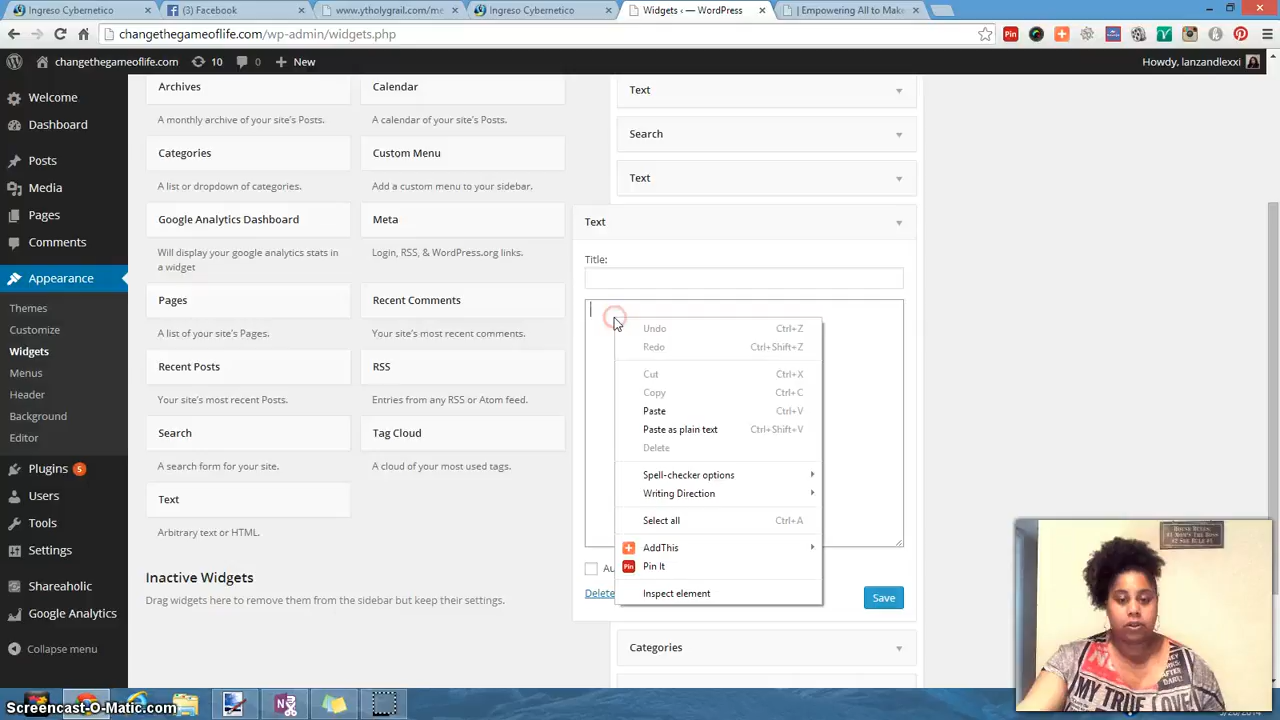 Ingreso Cybernetico
(3) Facebook
www.ytholygrail.com/me
Ingreso Cybernetico
Widgets ‹ — WordPress
| Empowering All to Make
changethegameoflife.com/wp-admin/widgets.php
changethegameoflife.com
10
0
New
Howdy, lanzandlexxi
Welcome
Dashboard
Posts
Media
Pages
Comments
Appearance
Themes
Customize
Widgets
Menus
Header
Background
Editor
Plugins 5
Users
Tools
Settings
Shareaholic
Google Analytics
Collapse menu
Archives
A monthly archive of your site's Posts.
Categories
A list or dropdown of categories.
Google Analytics Dashboard
Will display your google analytics stats in
a widget
Pages
A list of your site's Pages.
Recent Posts
Your site's most recent Posts.
Search
A search form for your site.
Text
Arbitrary text or HTML.
Calendar
A calendar of your site's Posts.
Custom Menu
Add a custom menu to your sidebar.
Meta
Login, RSS, & WordPress.org links.
Recent Comments
Your site's most recent comments.
RSS
Entries from any RSS or Atom feed.
Tag Cloud
A cloud of your most used tags.
Inactive Widgets
Drag widgets here to remove them from the sidebar but keep their settings.
Text
Search
Text
Text
Title:
Undo Ctrl+Z
Redo Ctrl+Shift+Z
Cut Ctrl+X
Copy Ctrl+C
Paste Ctrl+V
Paste as plain text Ctrl+Shift+V
Delete
Spell-checker options
Writing Direction
Select all Ctrl+A
AddThis
Pin It
Inspect element
Delete
Save
Categories
MY TRUE LOVE
Screencast-O-Matic.com